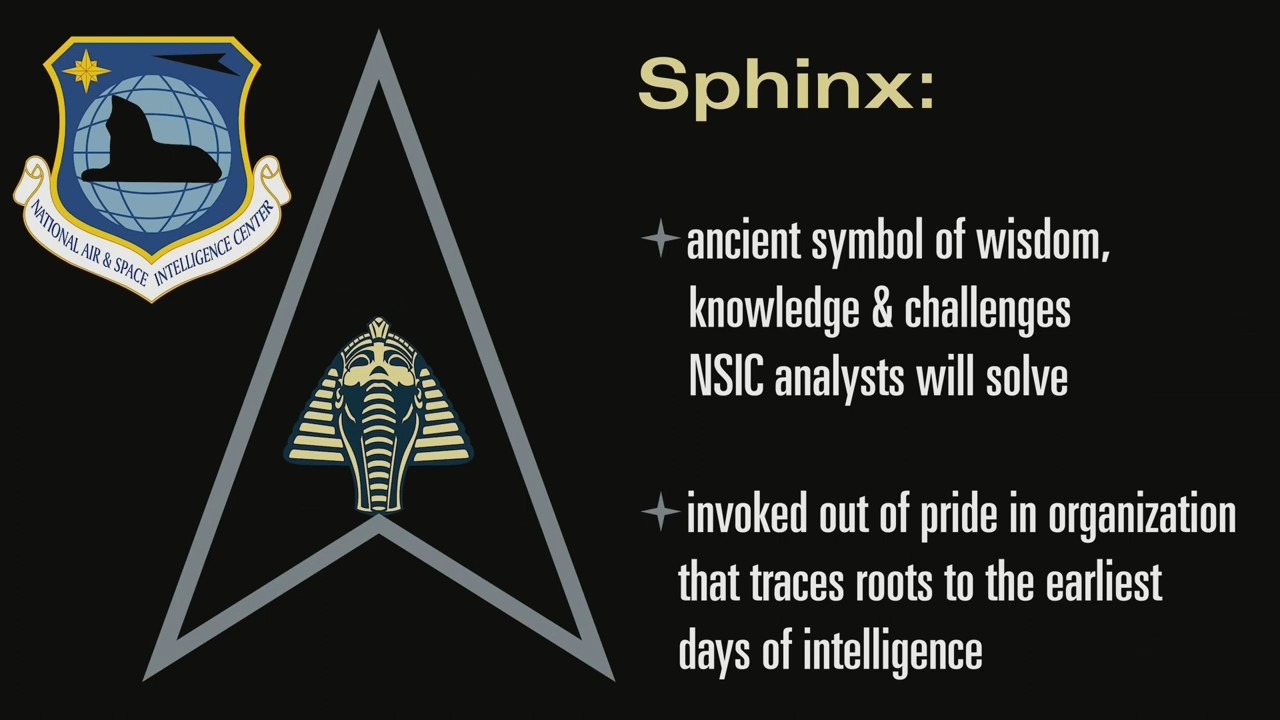 NATIONAL AIR & SPACE INTELLIGENCE CENTER
Sphinx:
ancient symbol of wisdom,
knowledge & challenges
NSIC analysts will solve
invoked out of pride in organization
that traces roots to the earliest
days of intelligence